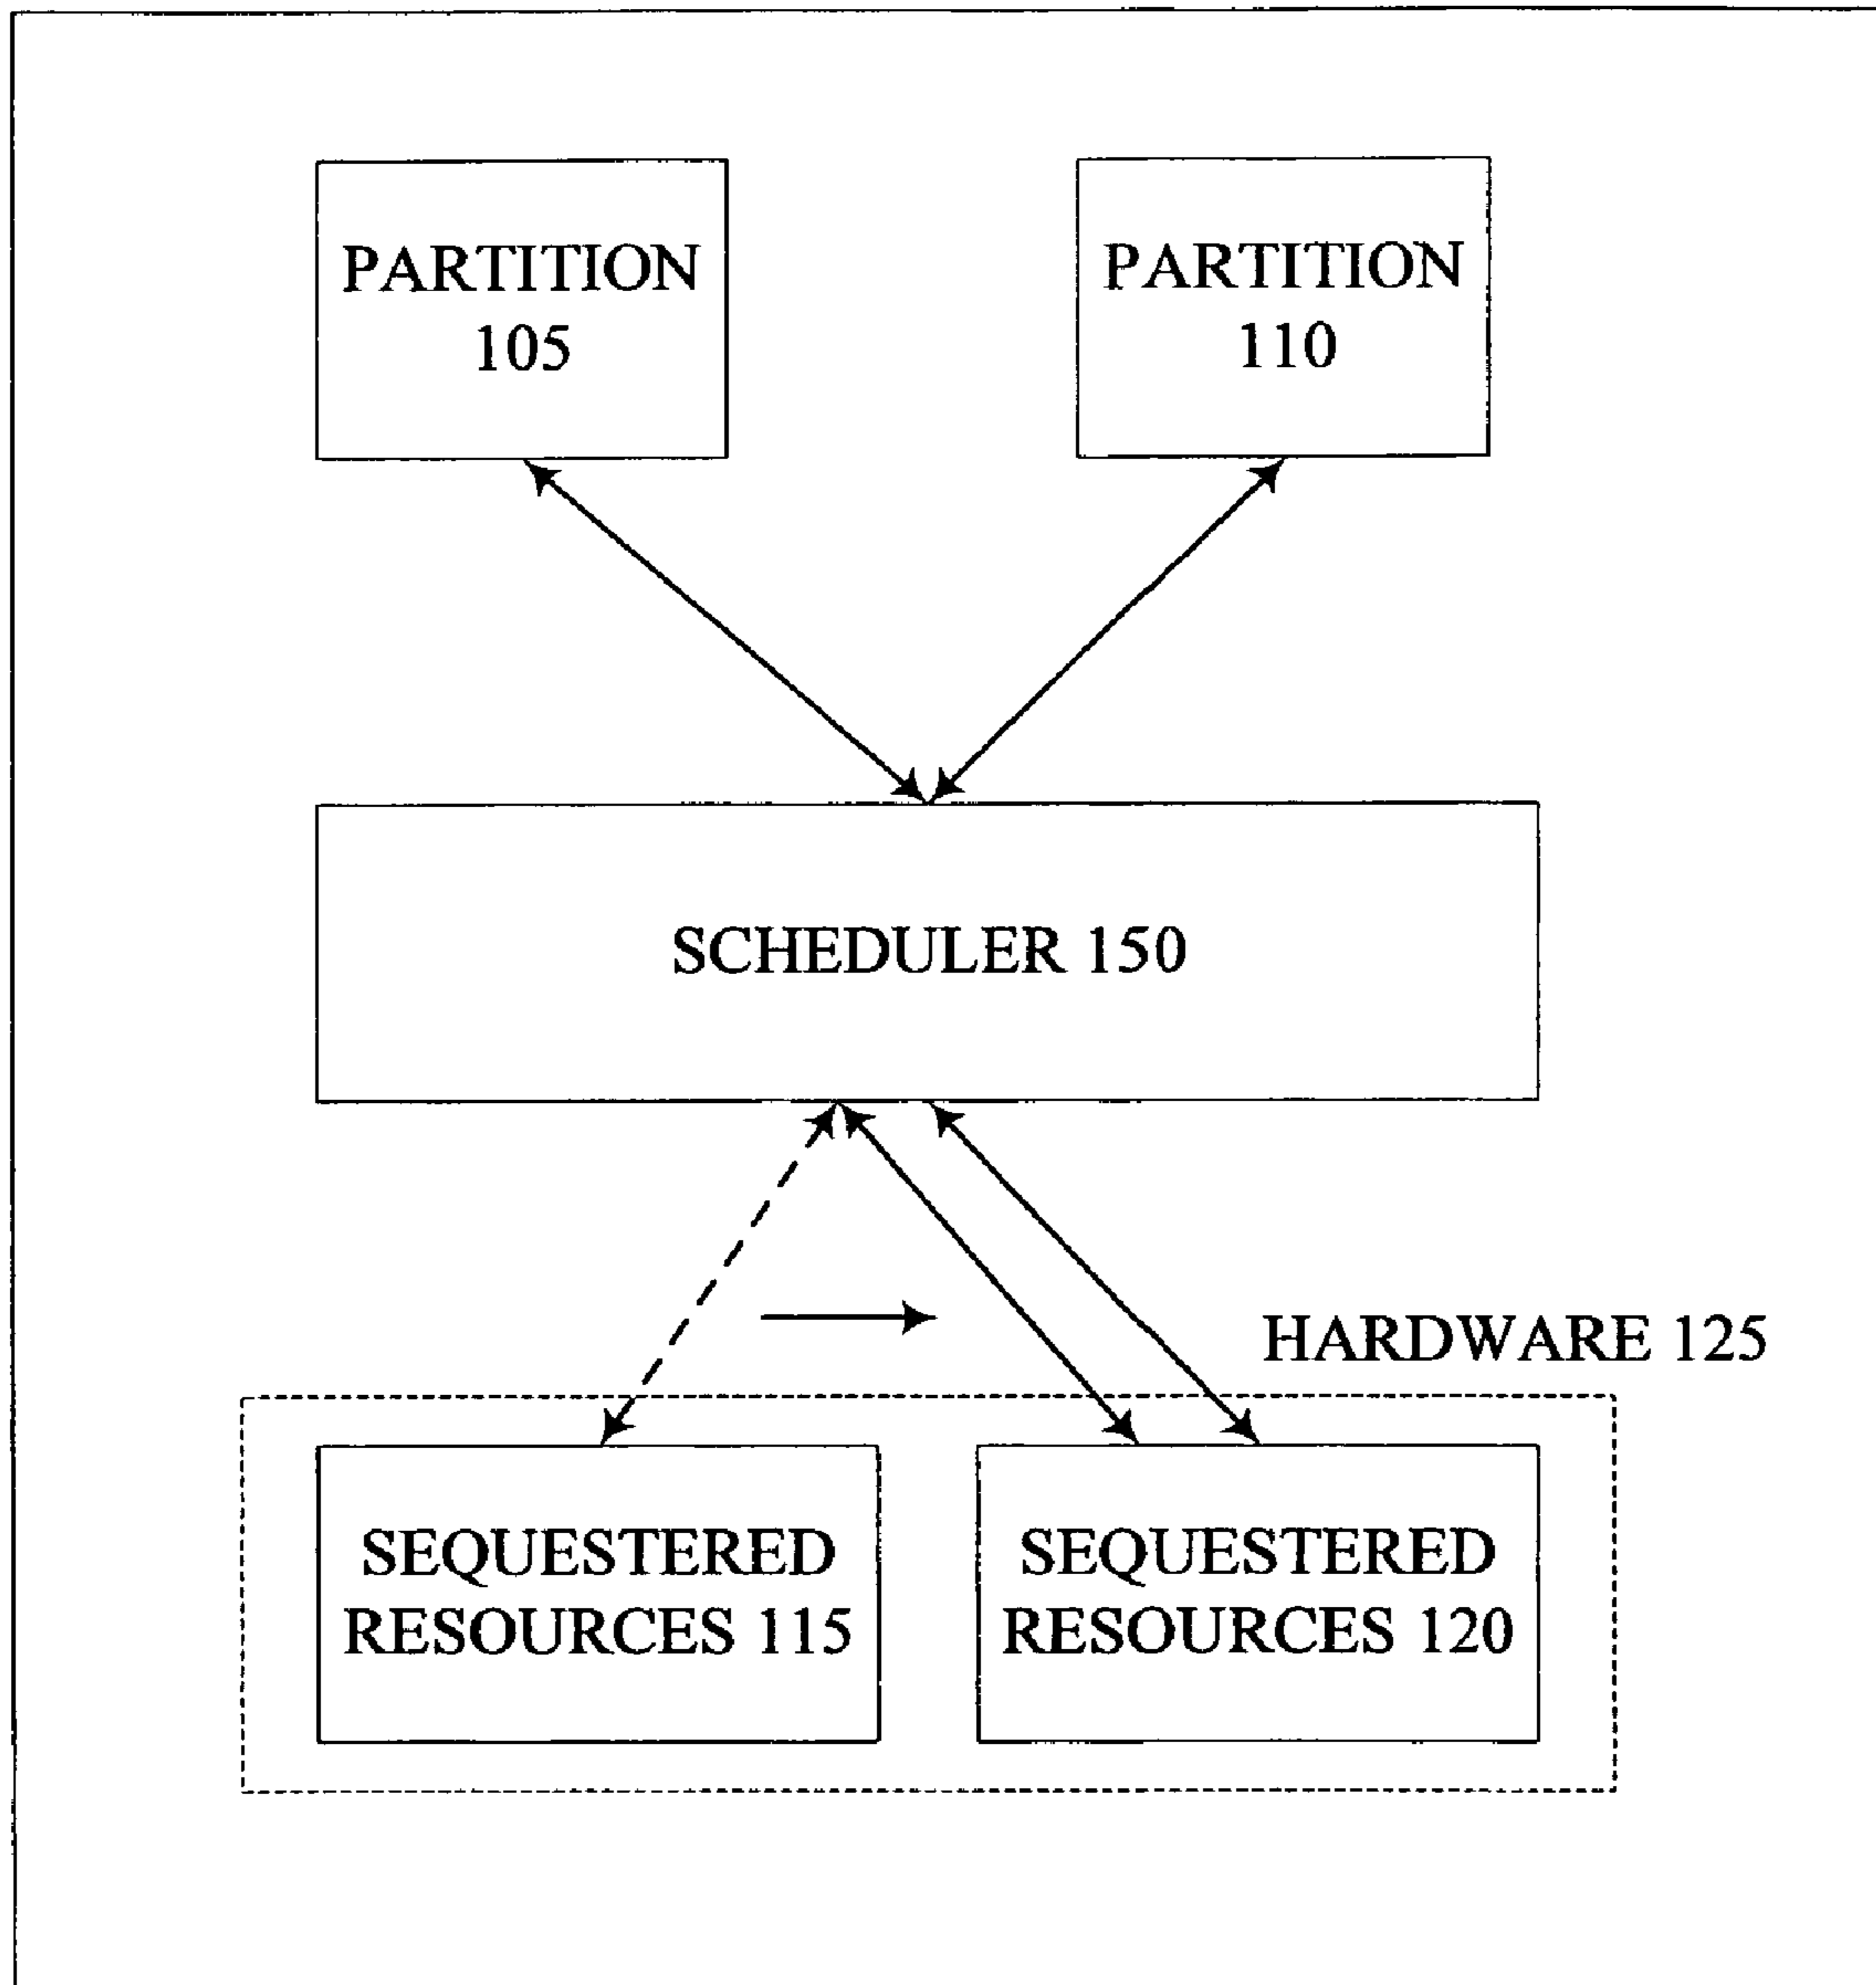 PARTITION
105
PARTITION
110
SCHEDULER 150
HARDWARE 125
SEQUESTERED
RESOURCES 115
SEQUESTERED
RESOURCES 120